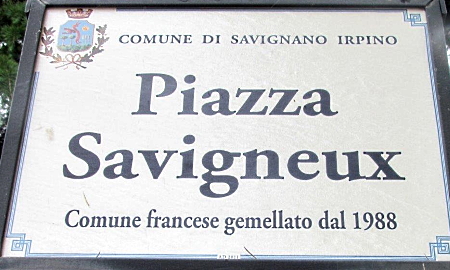 COMUNE DI SAVIGNANO IRPINO
Piazza
Savigneux
Comune francese gemellato dal 1988